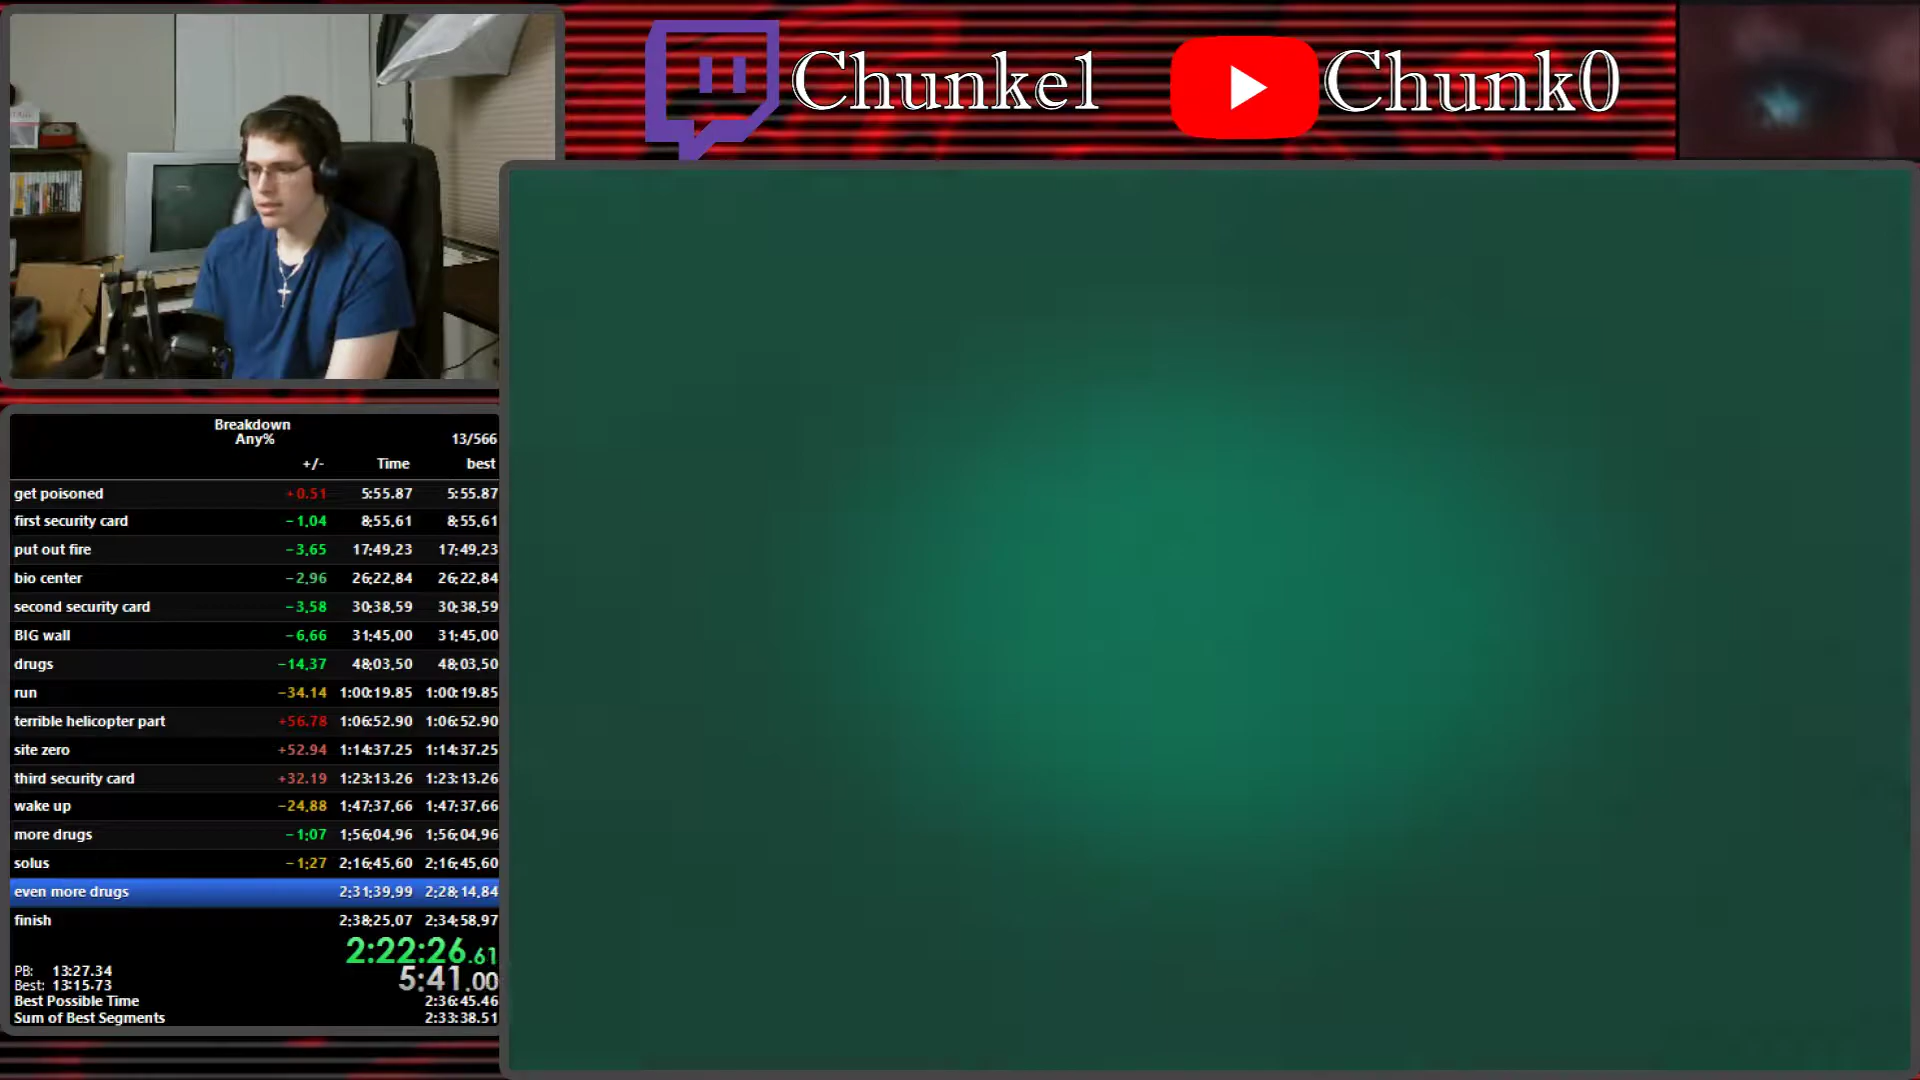 Chunke1
Chunk0
Breakdown
Any% 13/566
+/- Time best
get poisoned +0.51 5:55.87 5:55.87
first security card −1.04 8:55.61 8:55.61
put out fire −3.65 17:49.23 17:49.23
bio center −2.96 26:22.84 26:22.84
second security card −3.58 30:38.59 30:38.59
BIG wall −6.66 31:45.00 31:45.00
drugs −14.37 48:03.50 48:03.50
run −34.14 1:00:19.85 1:00:19.85
terrible helicopter part +56.78 1:06:52.90 1:06:52.90
site zero +52.94 1:14:37.25 1:14:37.25
third security card +32.19 1:23:13.26 1:23:13.26
wake up −24.88 1:47:37.66 1:47:37.66
more drugs −1:07 1:56:04.96 1:56:04.96
solus −1:27 2:16:45.60 2:16:45.60
even more drugs 2:31:39.99 2:28:14.84
finish 2:38:25.07 2:34:58.97
2:22:26.61
PB: 13:27.34
5:41.00
Best: 13:15.73
Best Possible Time 2:36:45.46
Sum of Best Segments 2:33:38.51